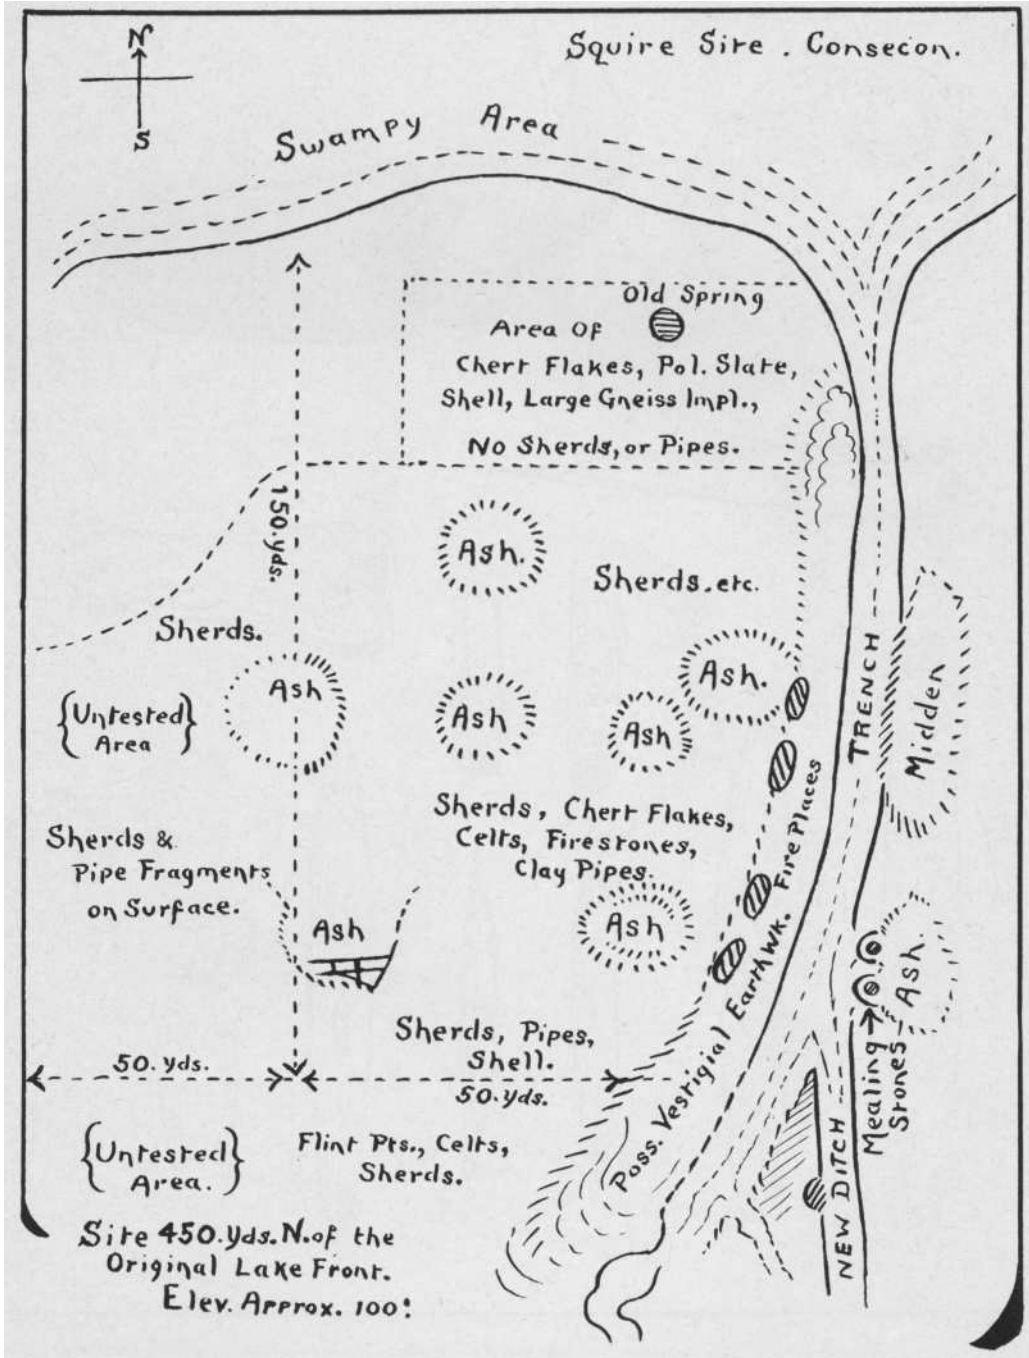 N
S
Squire Site. Consecon.
Swampy Area
Old Spring
Area Of
Chert Flakes, Pol. Slate,
Shell, Large Gneiss Impl.,
No Sherds, or Pipes.
150.yds.
Ash.
Sherds.etc.
Sherds.
Ash
Ash
Ash
Ash.
{Untested
Area}
TRENCH
Midden
Sherds, Chert Flakes,
Celts, Firestones,
Clay Pipes.
Fire Places
Sherds &
Pipe Fragments
on Surface.
Ash
Ash
Ash.
Mealing
Stones
Sherds, Pipes,
Shell.
50.yds.
50.yds.
Poss. Vestigial Earth Wk.
NEW DITCH
{Untested
Area.}
Flint Pts., Celts,
Sherds.
Site 450.yds.N.of the
Original Lake Front.
Elev. Approx. 100'.